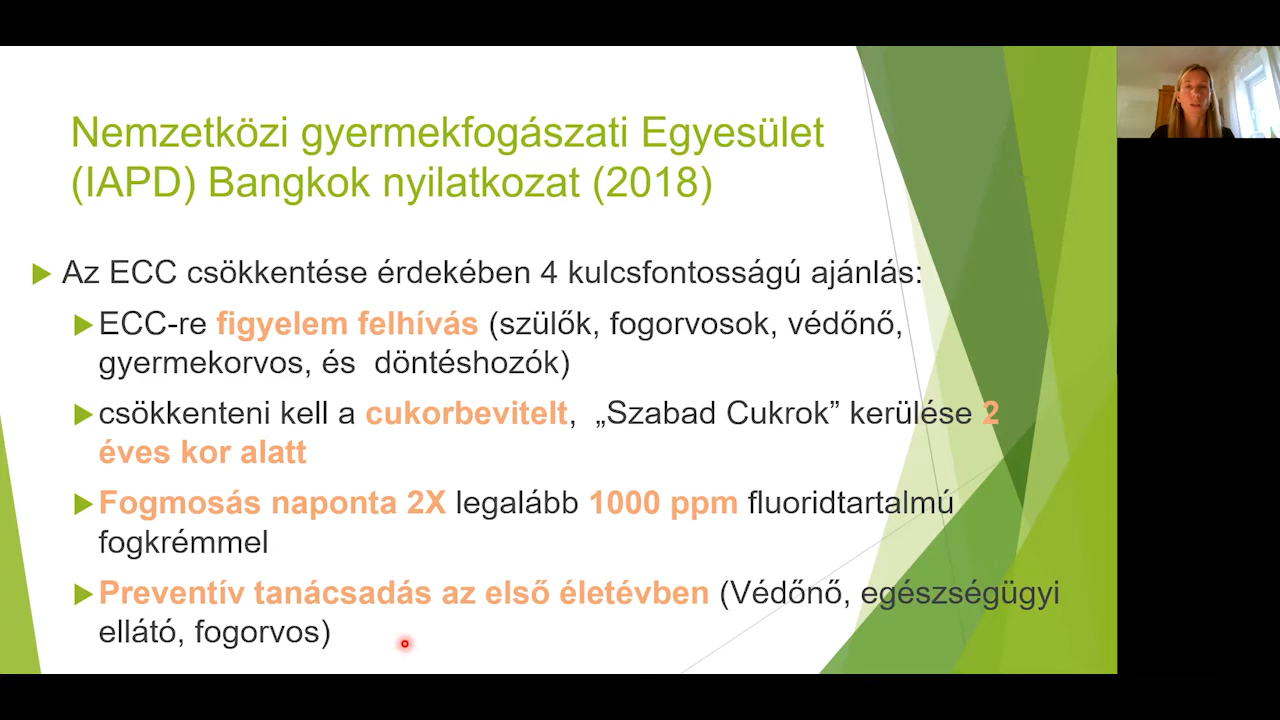 Nemzetközi gyermekfogászati Egyesület
(IAPD) Bangkok nyilatkozat (2018)
Az ECC csökkentése érdekében 4 kulcsfontosságú ajánlás:
ECC-re figyelem felhívás (szülők, fogorvosok, védőnő,
gyermekorvos, és döntéshozók)
csökkenteni kell a cukorbevitelt, „Szabad Cukrok” kerülése 2
éves kor alatt
Fogmosás naponta 2X legalább 1000 ppm fluoridtartalmú
fogkrémmel
Preventív tanácsadás az első életévben (Védőnő, egészségügyi
ellátó, fogorvos)